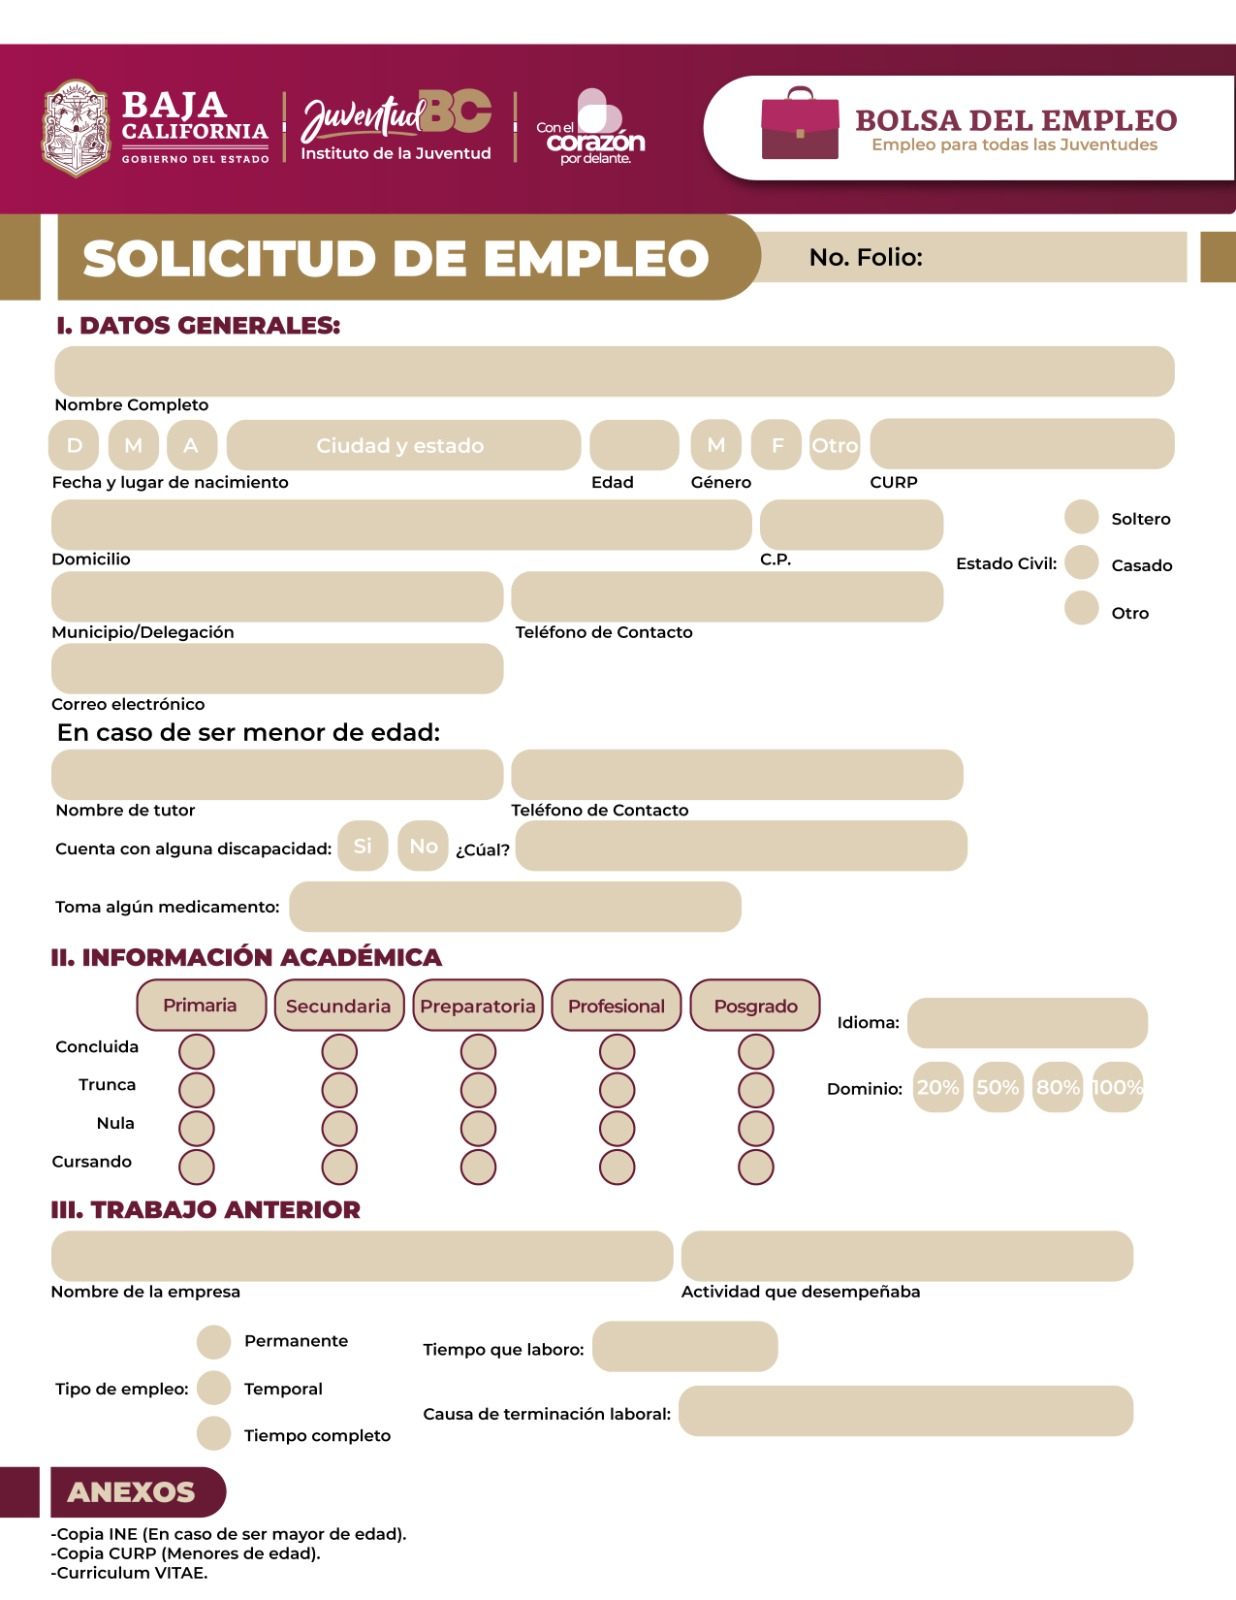 BAJA
CALIFORNIA
GOBIERNO DEL ESTADO
JuventudBC
Instituto de la Juventud
Con el
corazón
por delante.
BOLSA DEL EMPLEO
Empleo para todas las Juventudes
SOLICITUD DE EMPLEO
No. Folio:
I. DATOS GENERALES:
Nombre Completo
D M A Ciudad y estado M F Otro
Fecha y lugar de nacimiento Edad Género CURP
Soltero
Domicilio C.P. Estado Civil: Casado
Otro
Municipio/Delegación Teléfono de Contacto
Correo electrónico
En caso de ser menor de edad:
Nombre de tutor Teléfono de Contacto
Cuenta con alguna discapacidad: Si No ¿Cúal?
Toma algún medicamento:
II. INFORMACIÓN ACADÉMICA
Primaria Secundaria Preparatoria Profesional Posgrado Idioma:
Concluida
Trunca Dominio: 20% 50% 80% 100%
Nula
Cursando
III. TRABAJO ANTERIOR
Nombre de la empresa Actividad que desempeñaba
Permanente Tiempo que laboro:
Tipo de empleo: Temporal
Causa de terminación laboral:
Tiempo completo
ANEXOS
-Copia INE (En caso de ser mayor de edad).
-Copia CURP (Menores de edad).
-Curriculum VITAE.